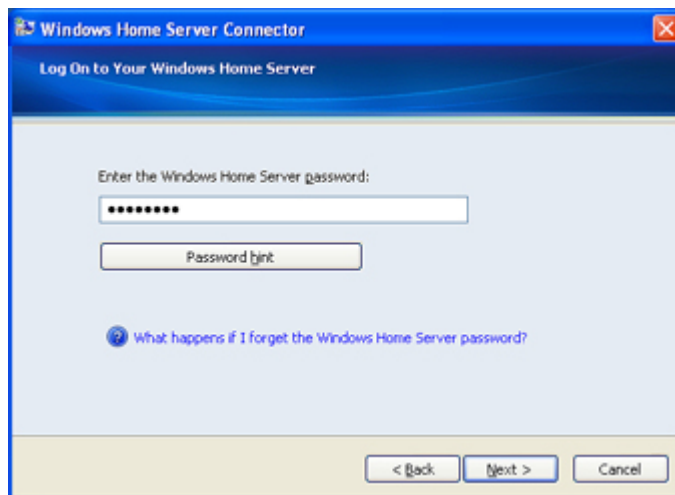 Windows Home Server Connector
Log On to Your Windows Home Server
Enter the Windows Home Server password:
••••••••
Password hint
What happens if I forget the Windows Home Server password?
< Back Next > Cancel